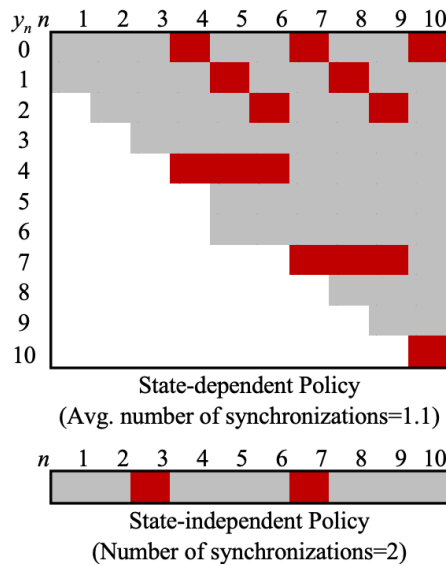 yn n 1 2 3 4 5 6 7 8 9 10
0
1
2
3
4
5
6
7
8
9
10
State-dependent Policy
(Avg. number of synchronizations=1.1)
n 1 2 3 4 5 6 7 8 9 10
State-independent Policy
(Number of synchronizations=2)